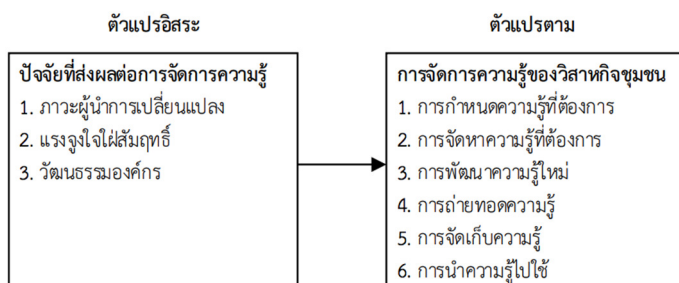 ตัวแปรอิสระ
ตัวแปรตาม
ปัจจัยที่ส่งผลต่อการจัดการความรู้
1. ภาวะผู้นำการเปลี่ยนแปลง
2. แรงจูงใจใฝ่สัมฤทธิ์
3. วัฒนธรรมองค์กร
การจัดการความรู้ของวิสาหกิจชุมชน
1. การกำหนดความรู้ที่ต้องการ
2. การจัดหาความรู้ที่ต้องการ
3. การพัฒนาความรู้ใหม่
4. การถ่ายทอดความรู้
5. การจัดเก็บความรู้
6. การนำความรู้ไปใช้